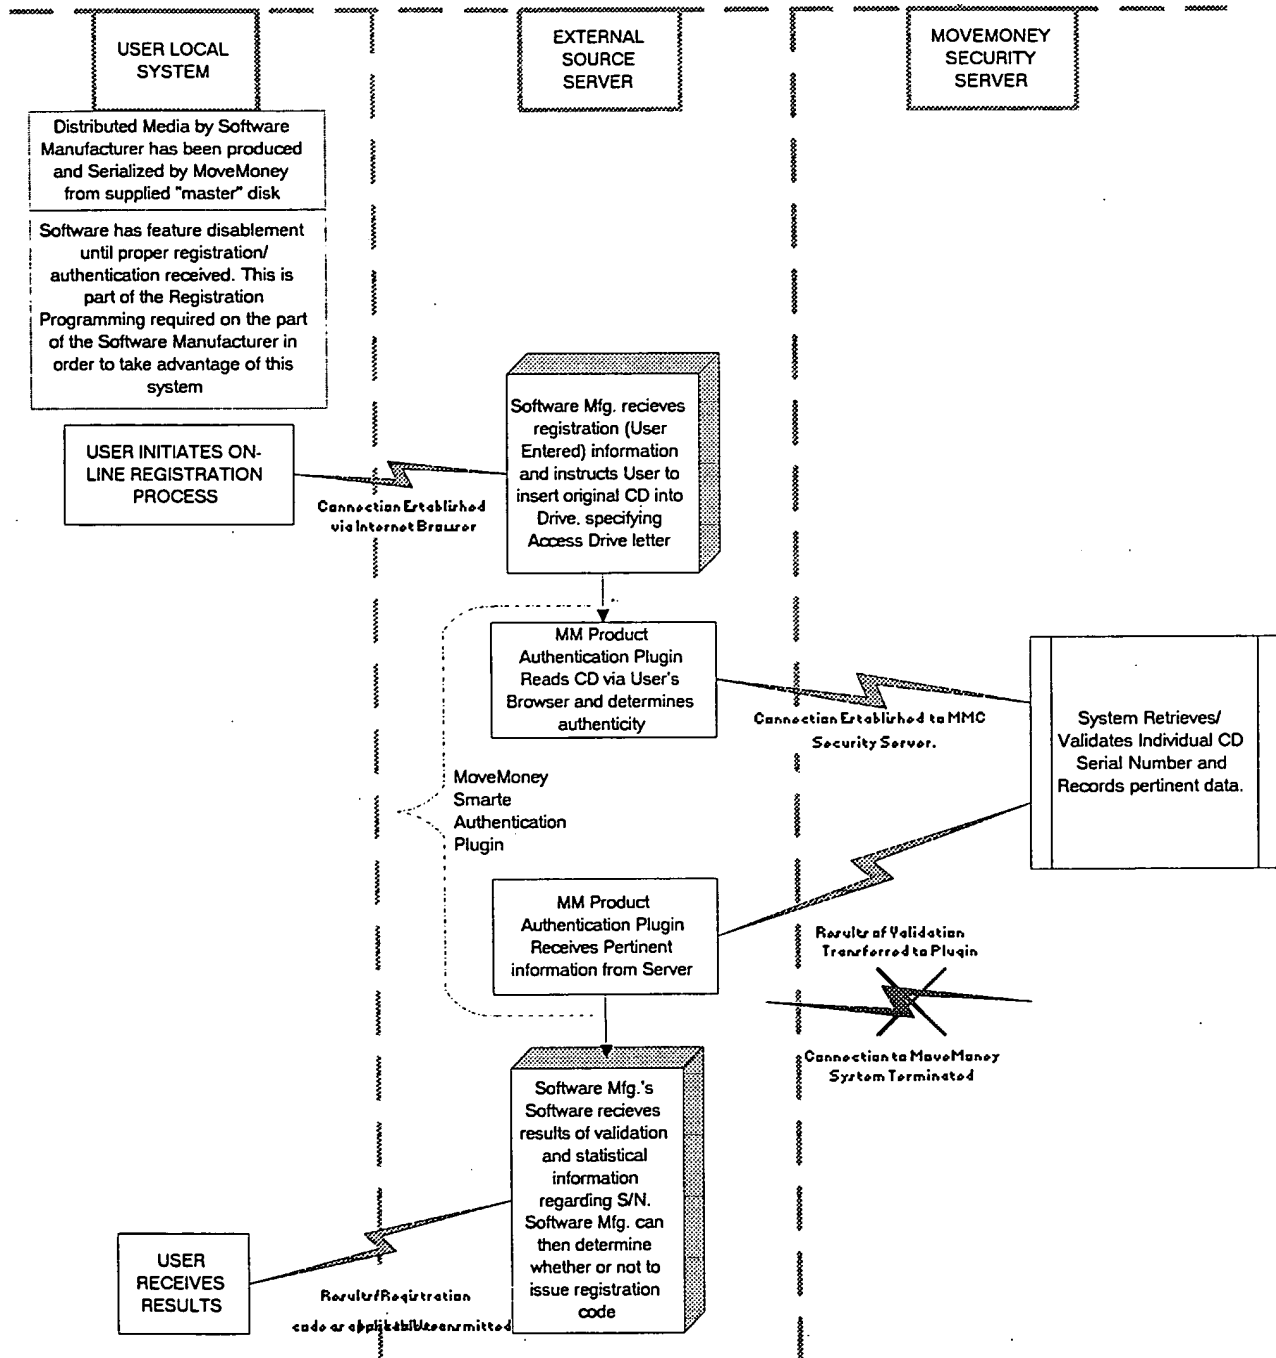 USER LOCAL
SYSTEM
EXTERNAL
SOURCE
SERVER
MOVEMONEY
SECURITY
SERVER
Distributed Media by Software
Manufacturer has been produced
and Serialized by MoveMoney
from supplied "master" disk
Software has feature disablement
until proper registration/
authentication received. This is
part of the Registration
Programming required on the part
of the Software Manufacturer in
order to take advantage of this
system
USER INITIATES ON-
LINE REGISTRATION
PROCESS
Connection Established
via Internet Browser
Software Mfg. recieves
registration (User
Entered) information
and instructs User to
insert original CD into
Drive, specifying
Access Drive letter
MM Product
Authentication Plugin
Reads CD via User's
Browser and determines
authenticity
Connection Established to MMC
Security Server.
System Retrieves/
Validates Individual CD
Serial Number and
Records pertinent data.
MoveMoney
Smarte
Authentication
Plugin
MM Product
Authentication Plugin
Receives Pertinent
information from Server
Results of Validation
Transferred to Plugin
Connection to MoveMoney
System Terminated
Software Mfg.'s
Software recieves
results of validation
and statistical
information
regarding S/N.
Software Mfg. can
then determine
whether or not to
issue registration
code
USER
RECEIVES
RESULTS
Results/Registration
code as applicable transmitted